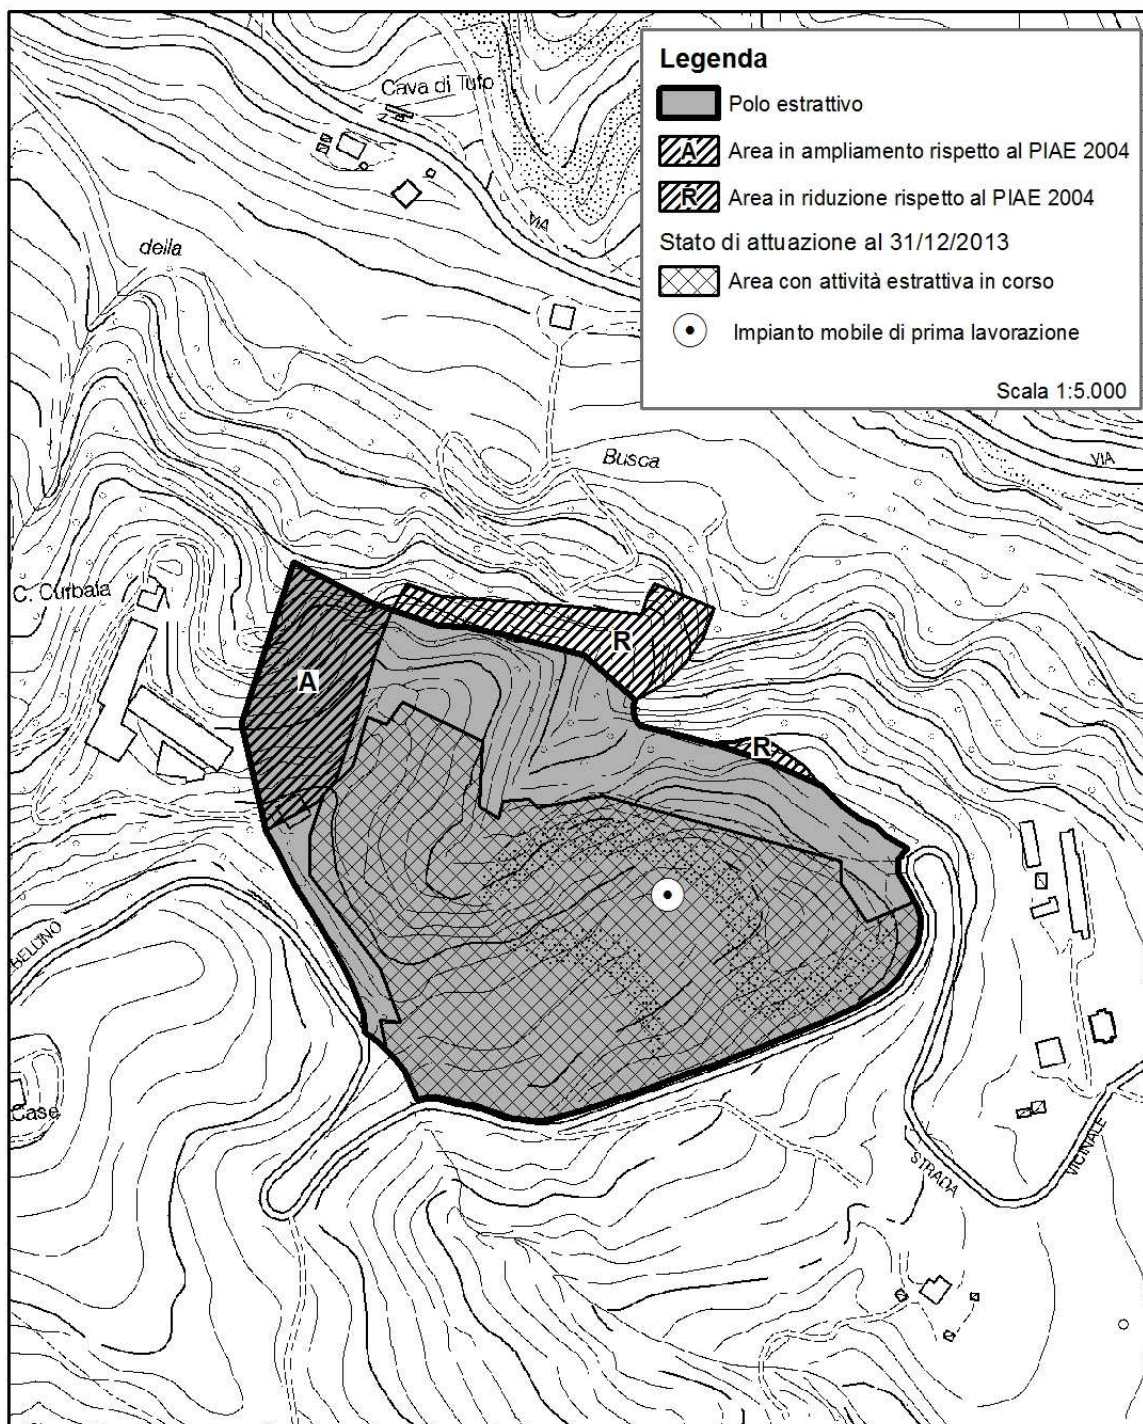 Legenda
Polo estrattivo
A Area in ampliamento rispetto al PIAE 2004
R Area in riduzione rispetto al PIAE 2004
Stato di attuazione al 31/12/2013
Area con attività estrattiva in corso
Impianto mobile di prima lavorazione
Scala 1:5.000
Cava di Tufo
VIA
della
Busca
VIA
C. Curbaia
A
R
R
BELLINO
Case
STRADA
VICINALE